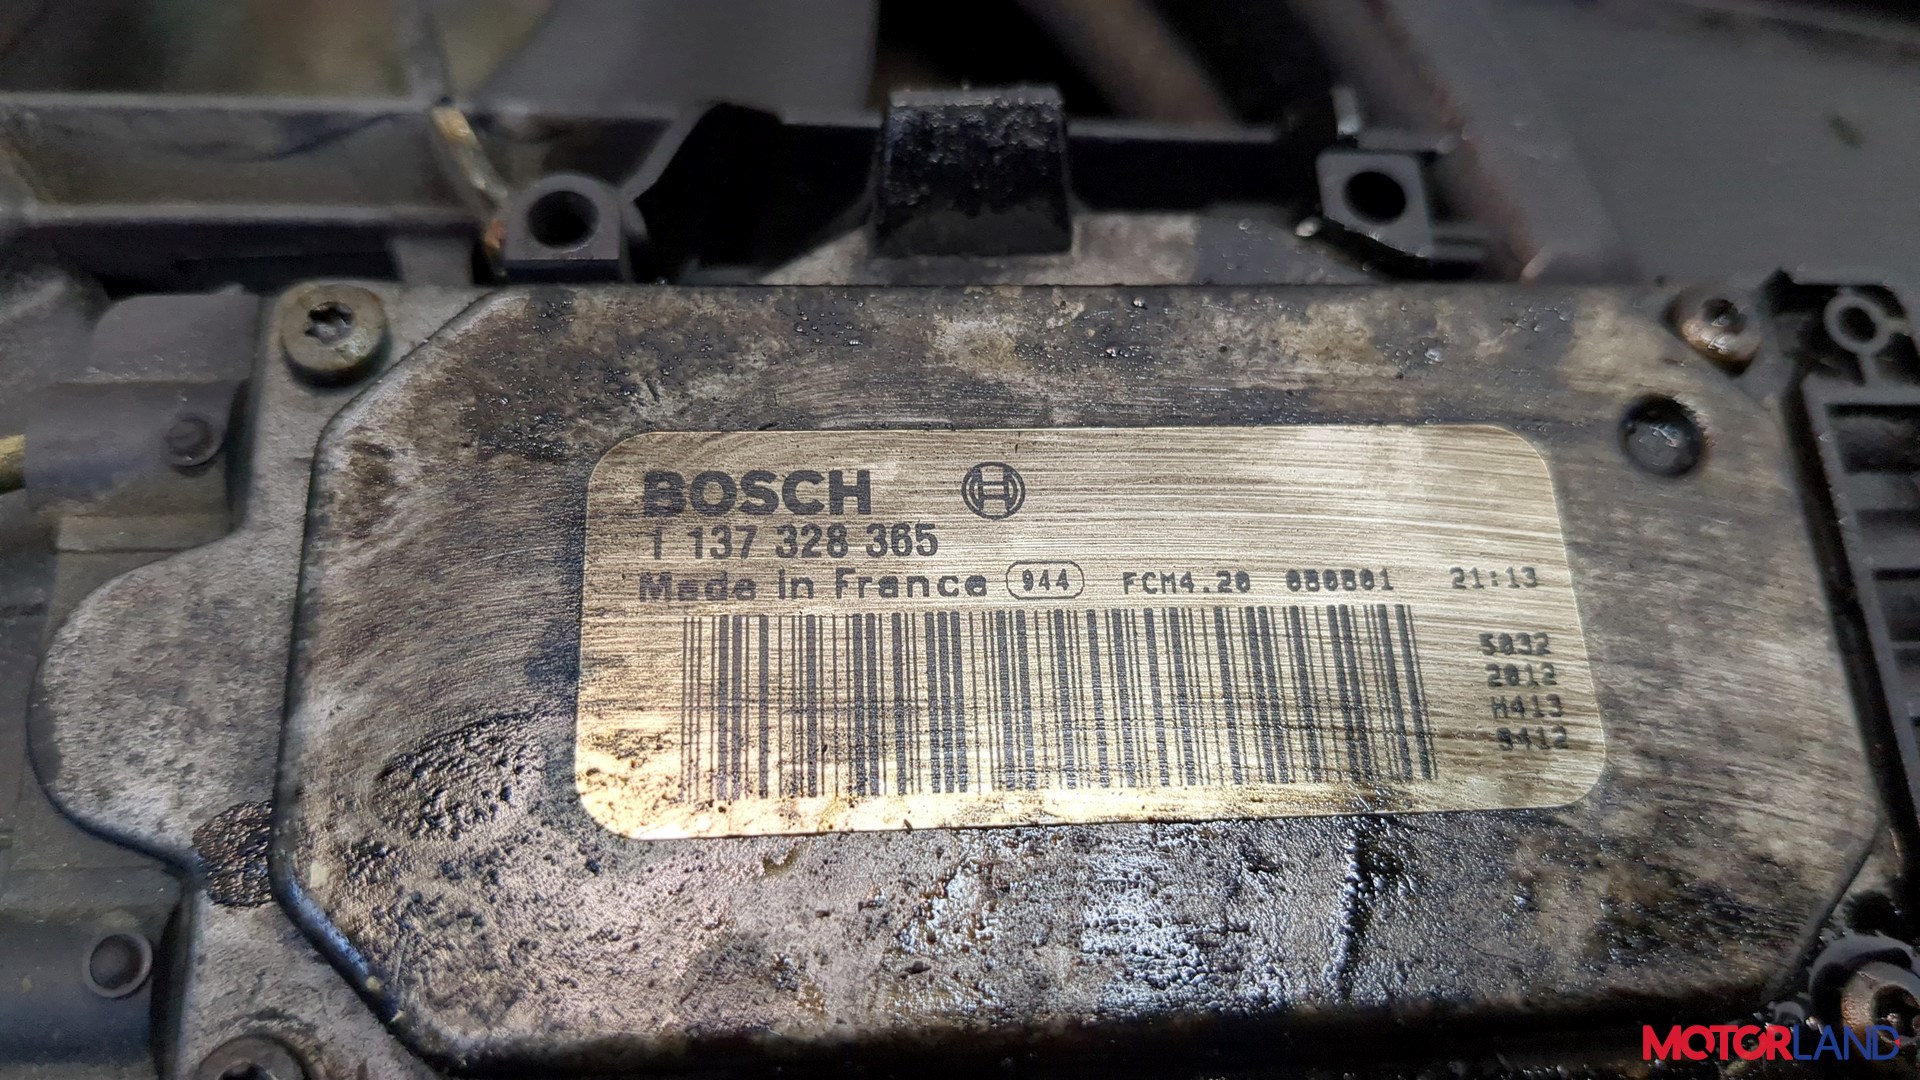 BOSCH
1 137 328 365
Made in France 944 FCM4.20 050801 21:13
5032
2012
H413
9412
MOTORLAND